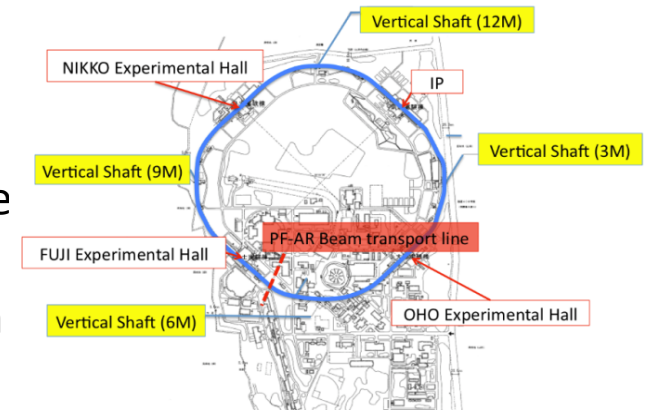 Vertical Shaft (12M)
NIKKO Experimental Hall
IP
Vertical Shaft (3M)
Vertical Shaft (9M)
e
PF-AR Beam transport line
FUJI Experimental Hall
OHO Experimental Hall
Vertical Shaft (6M)